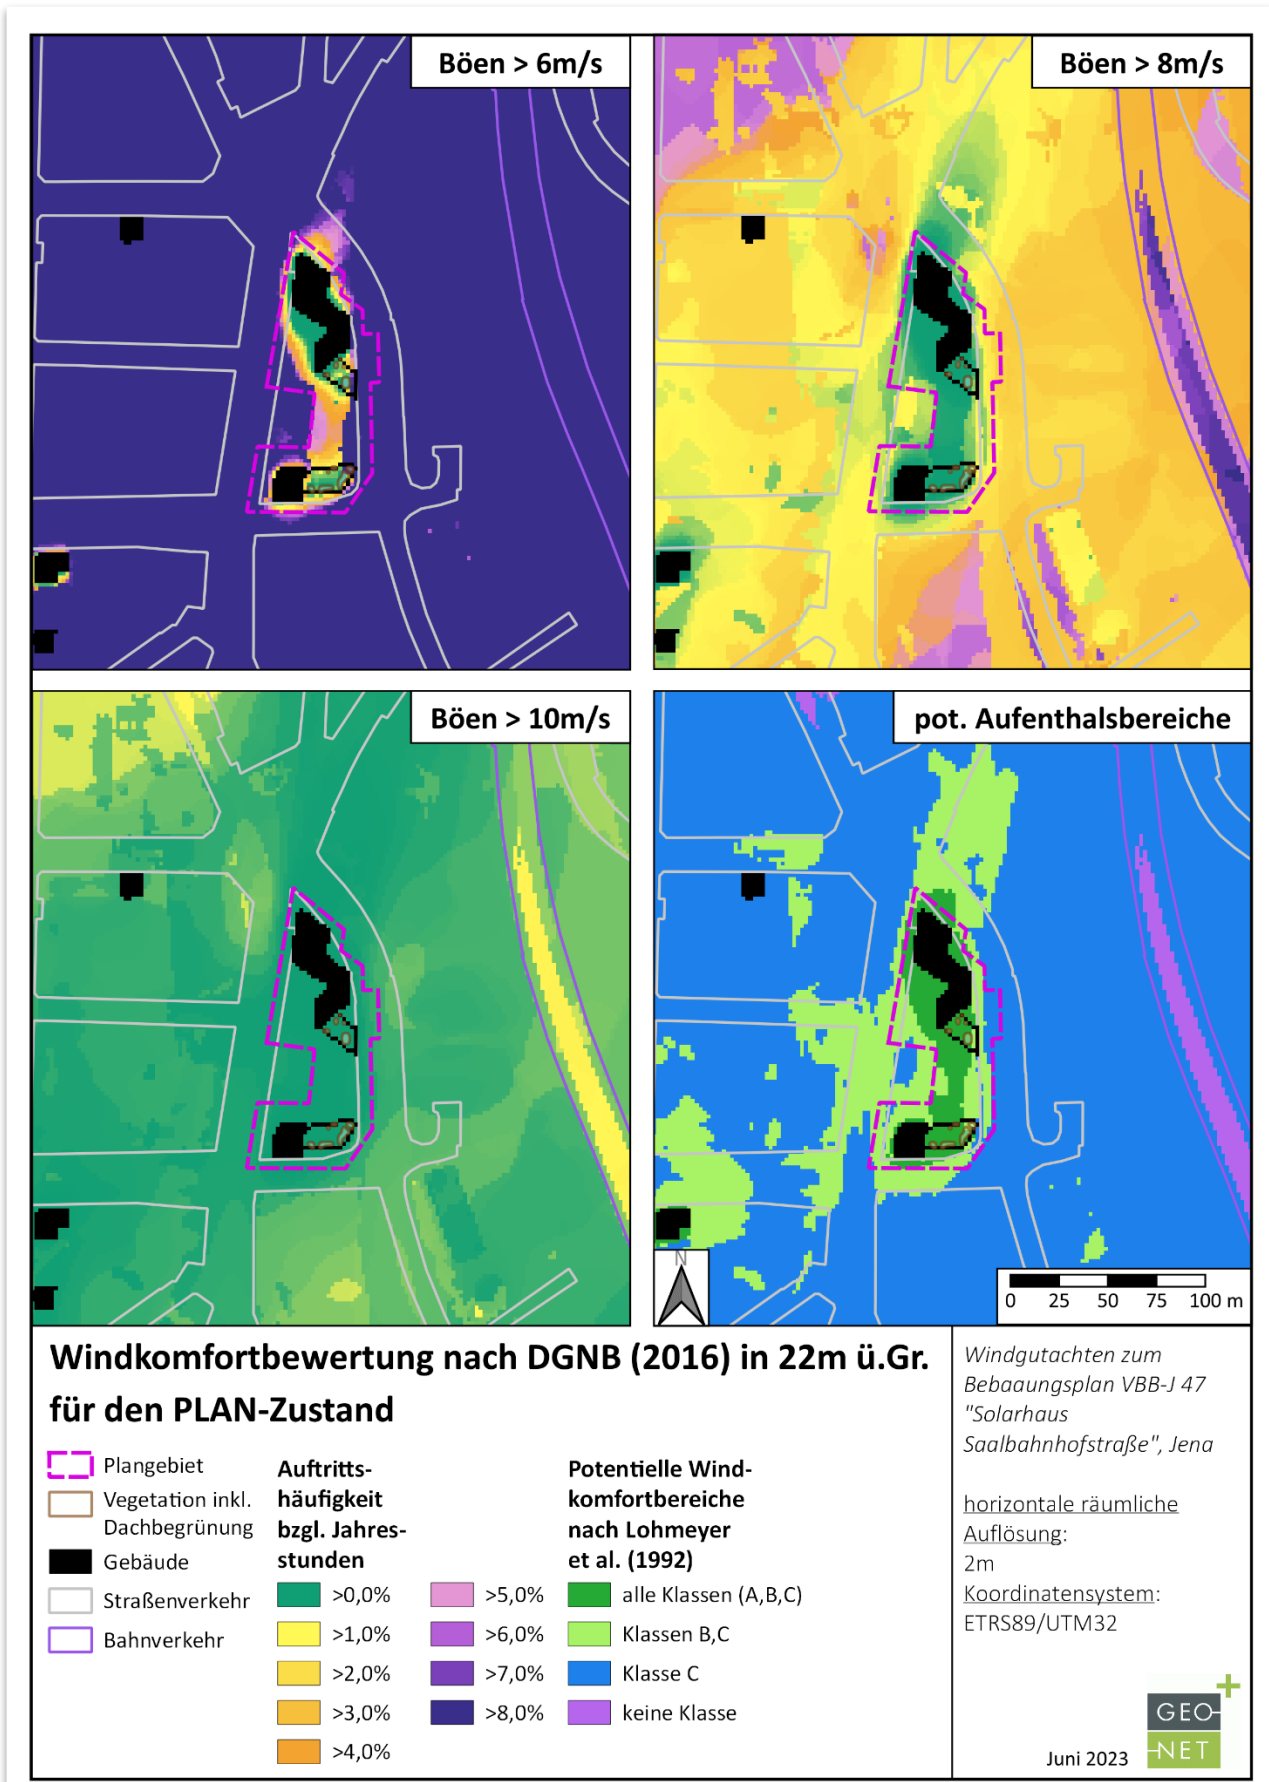 Böen > 6m/s
Böen > 8m/s
Böen > 10m/s
pot. Aufenthalsbereiche
N
0 25 50 75 100 m
Windkomfortbewertung nach DGNB (2016) in 22m ü.Gr.
für den PLAN-Zustand
Plangebiet
Vegetation inkl.
Dachbegrünung
Gebäude
Straßenverkehr
Bahnverkehr
Auftritts-
häufigkeit
bzgl. Jahres-
stunden
>0,0%
>1,0%
>2,0%
>3,0%
>4,0%
>5,0%
>6,0%
>7,0%
>8,0%
Potentielle Wind-
komfortbereiche
nach Lohmeyer
et al. (1992)
alle Klassen (A,B,C)
Klassen B,C
Klasse C
keine Klasse
Windgutachten zum
Bebaaungsplan VBB-J 47
"Solarhaus
Saalbahnhofstraße", Jena
horizontale räumliche
Auflösung:
2m
Koordinatensystem:
ETRS89/UTM32
Juni 2023
GEO-
NET